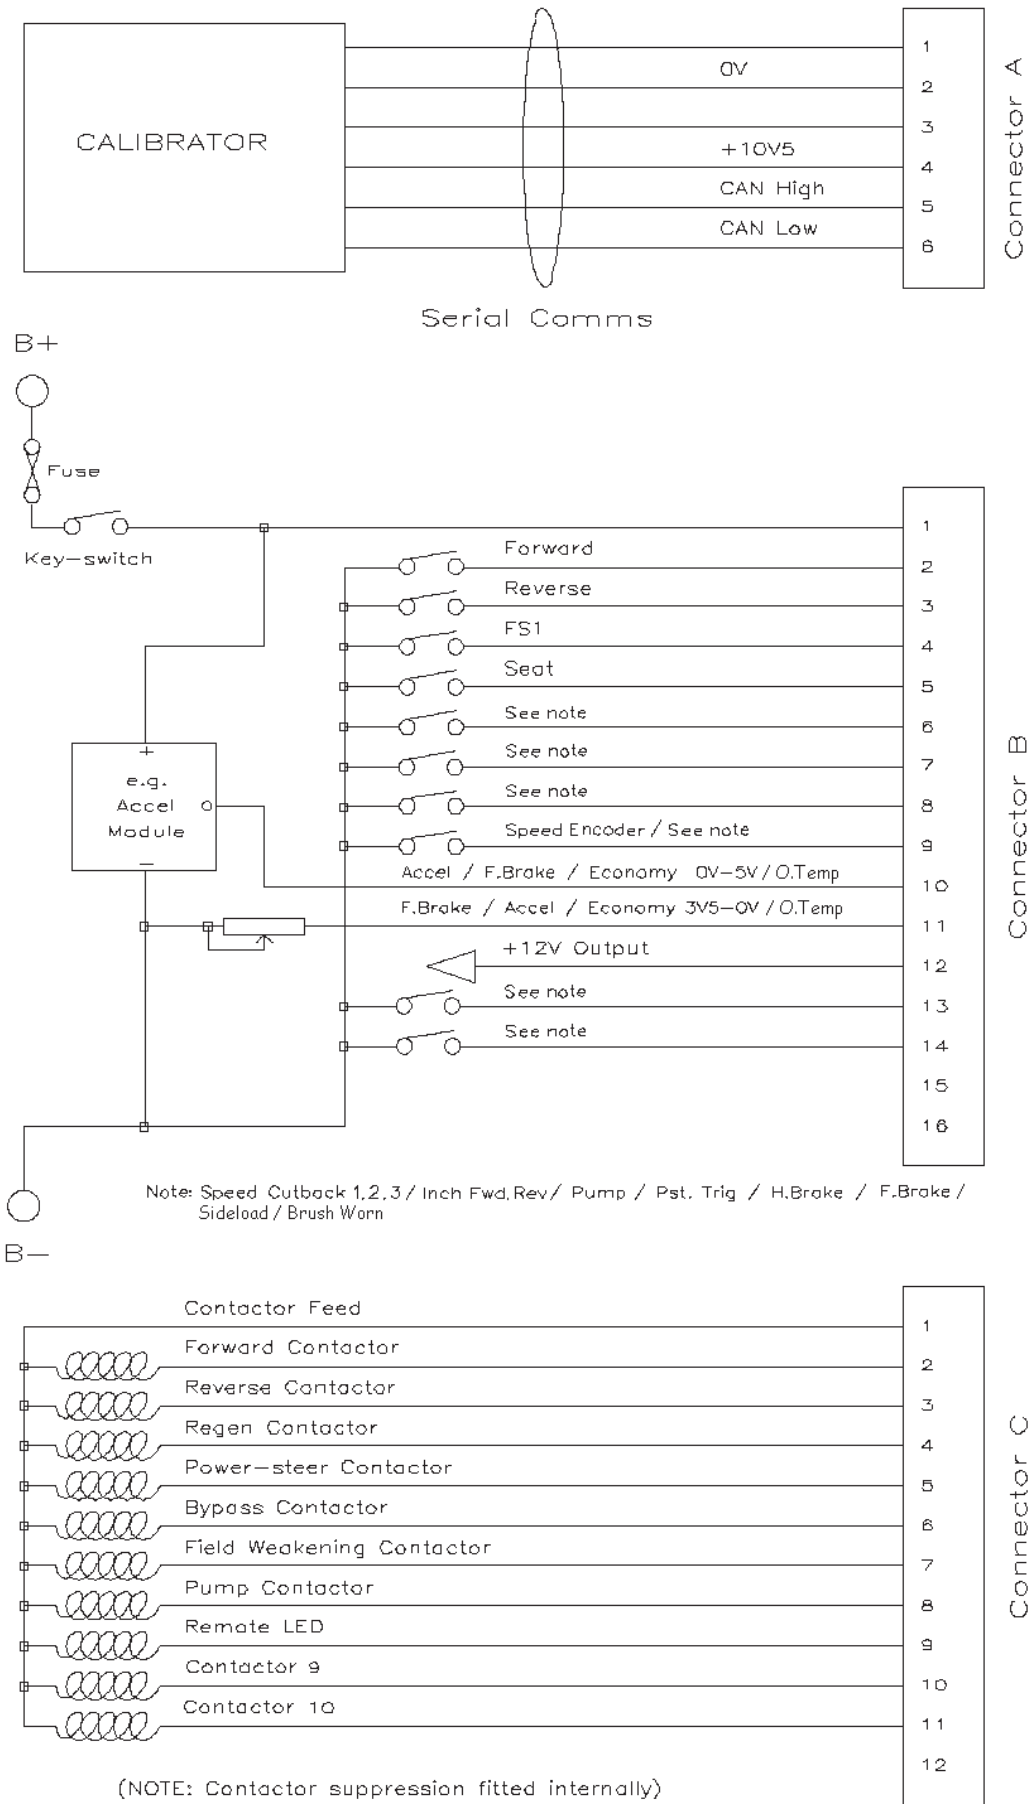 CALIBRATOR
1
0V
2
3
+10V5
4
CAN High
5
CAN Low
6
Connector A
Serial Comms
B+
Fuse
Key-switch
1
Forward
2
Reverse
3
FS1
4
Seat
5
See note
6
See note
7
See note
8
Speed Encoder / See note
9
+
e.g.
Accel
Module
-
Accel / F.Brake / Economy 0V-5V / O.Temp
10
F.Brake / Accel / Economy 3V5-0V / O.Temp
11
+12V Output
12
See note
13
See note
14
15
16
Connector B
Note: Speed Cutback 1,2,3 / Inch Fwd,Rev / Pump / Pst. Trig / H.Brake / F.Brake /
Sideload / Brush Worn
B-
Contactor Feed
1
Forward Contactor
2
Reverse Contactor
3
Regen Contactor
4
Power-steer Contactor
5
Bypass Contactor
6
Field Weakening Contactor
7
Pump Contactor
8
Remote LED
9
Contactor 9
10
Contactor 10
11
12
Connector C
(NOTE: Contactor suppression fitted internally)